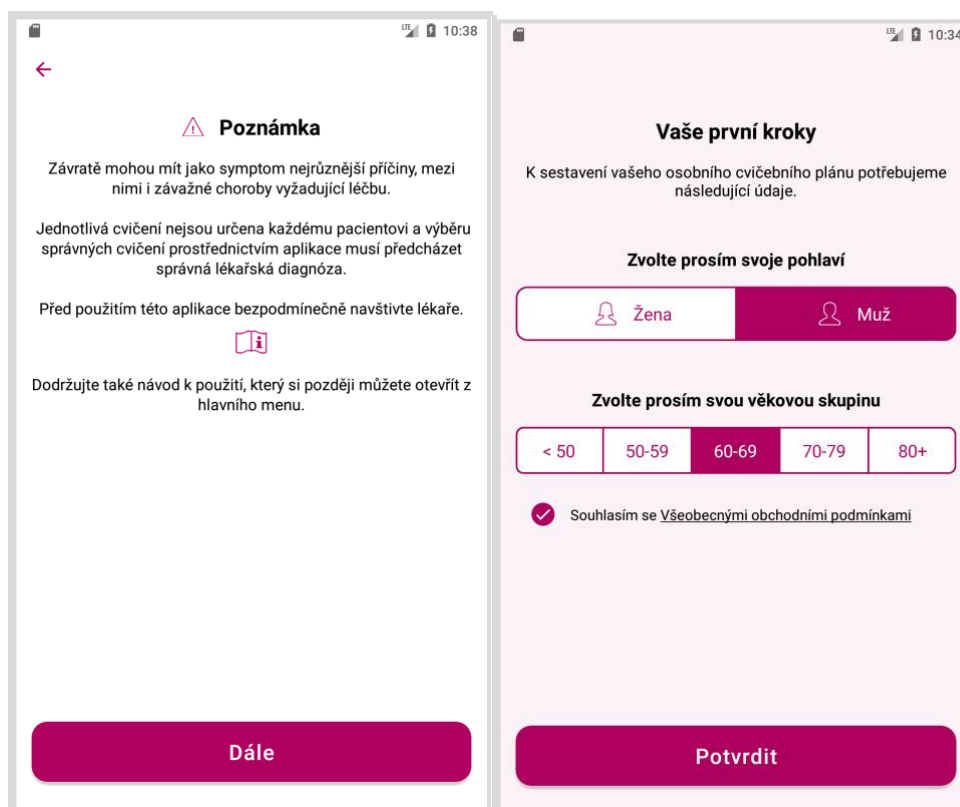 LTE 10:38
Poznámka
Závratě mohou mít jako symptom nejrůznější příčiny, mezi
nimi i závažné choroby vyžadující léčbu.
Jednotlivá cvičení nejsou určena každému pacientovi a výběru
správných cvičení prostřednictvím aplikace musí předcházet
správná lékařská diagnóza.
Před použitím této aplikace bezpodmínečně navštivte lékaře.
Dodržujte také návod k použití, který si později můžete otevřít z
hlavního menu.
Dále
LTE 10:34
Vaše první kroky
K sestavení vašeho osobního cvičebního plánu potřebujeme
následující údaje.
Zvolte prosím svoje pohlaví
Žena Muž
Zvolte prosím svou věkovou skupinu
< 50 50-59 60-69 70-79 80+
Souhlasím se Všeobecnými obchodními podmínkami
Potvrdit